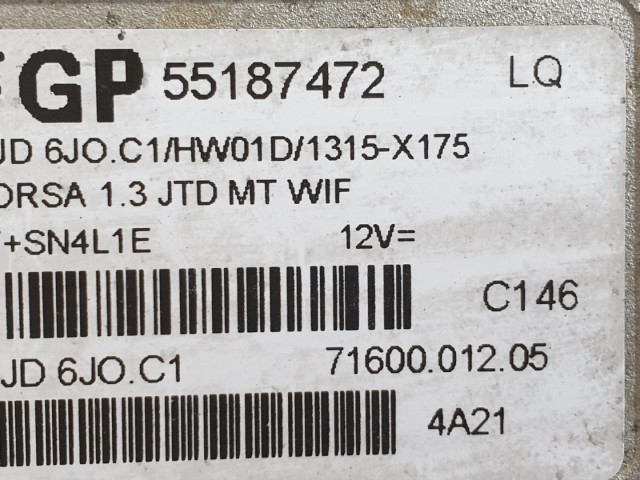 GP 55187472 LQ
JD 6JO.C1/HW01D/1315-X175
ORSA 1.3 JTD MT WIF
+SN4L1E 12V=
C146
JD 6JO.C1 71600.012.05
4A21